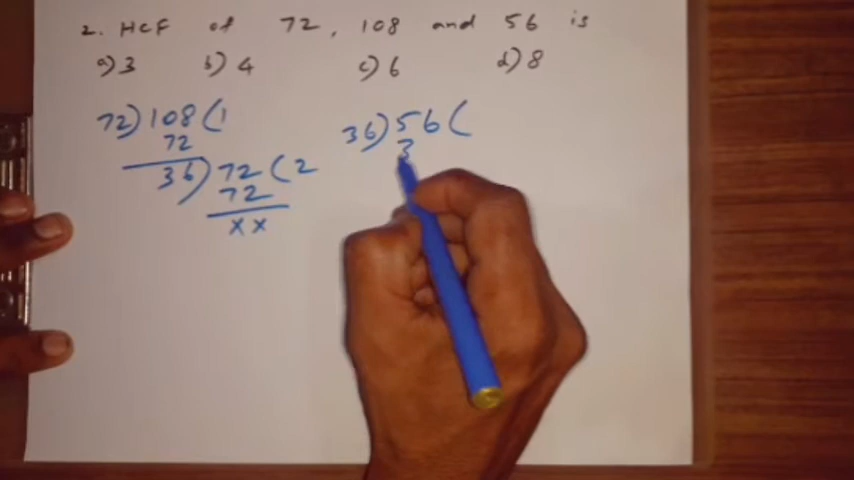 2. HCF of 72, 108 and 56 is
a) 3 b) 4 c) 6 d) 8
72) 108 (1
72
36) 72 (2
72
x x
36) 56 (
3